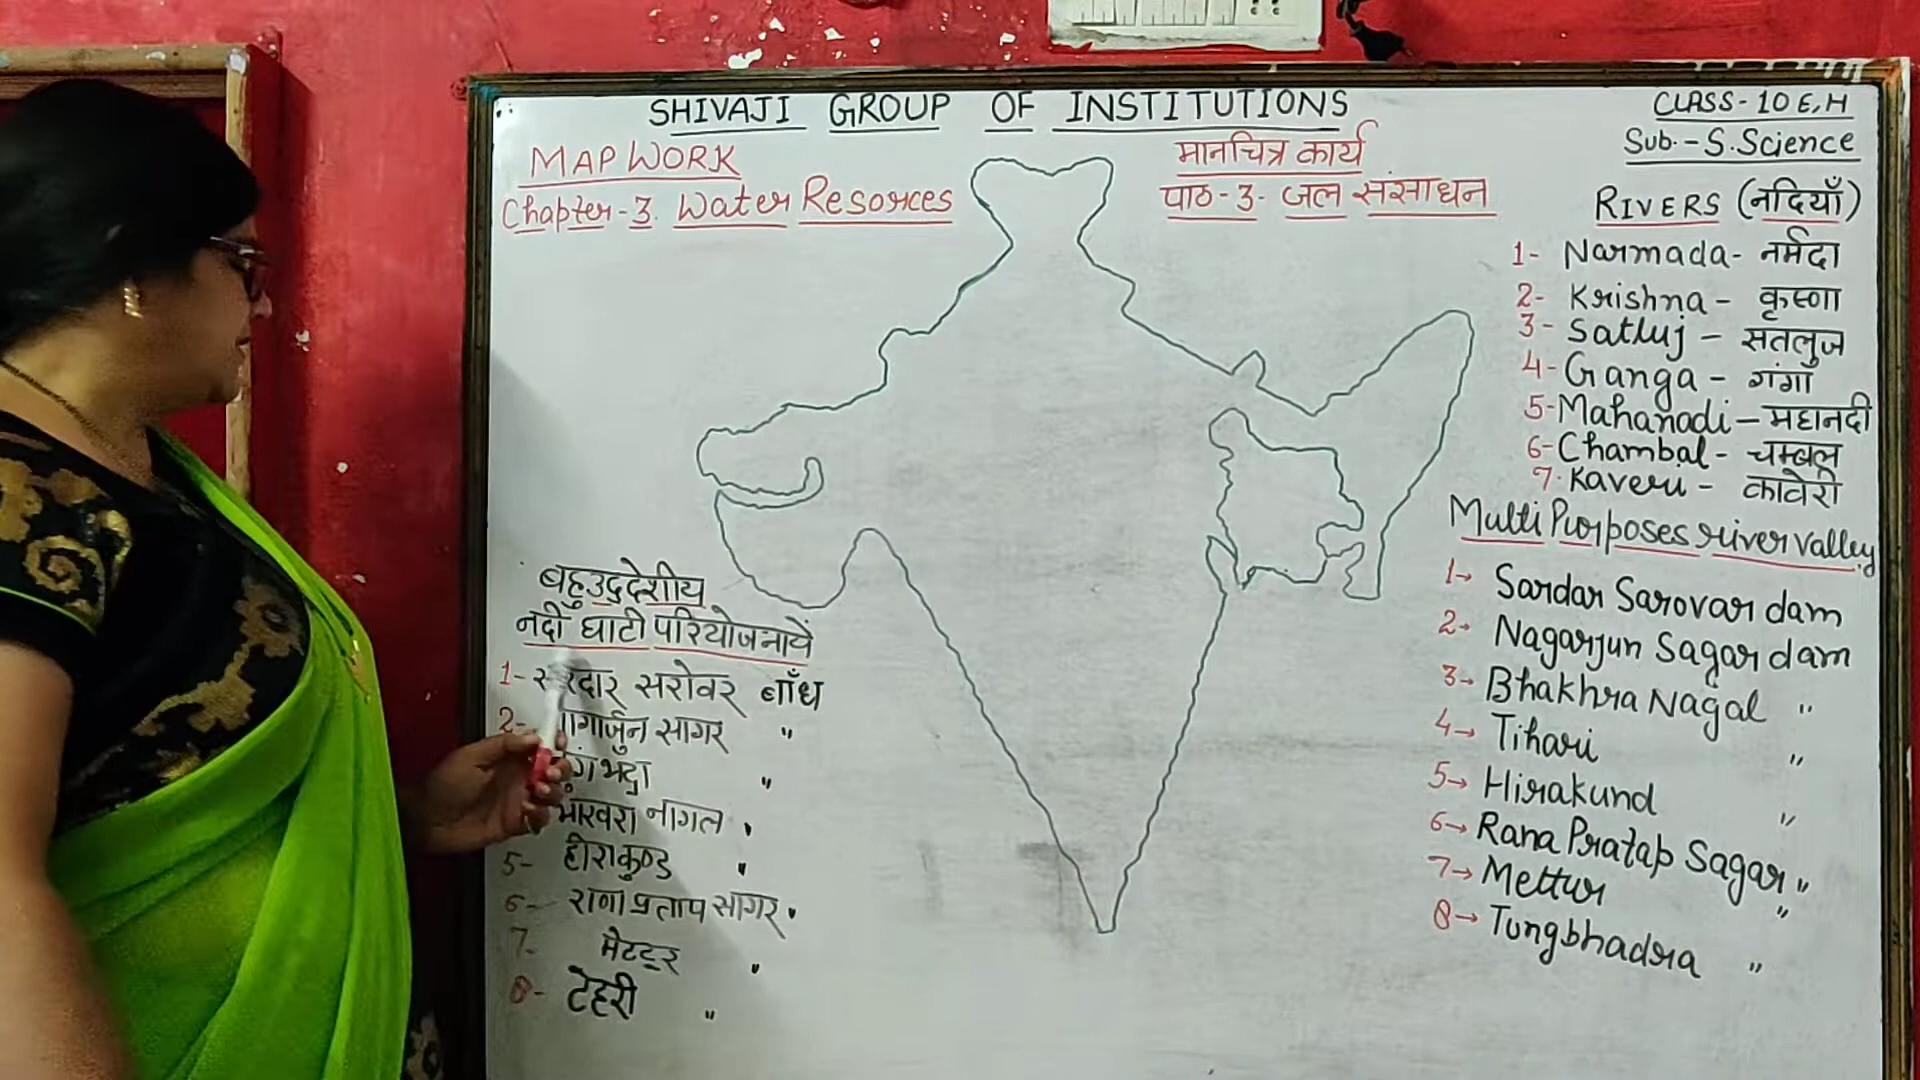 SHIVAJI GROUP OF INSTITUTIONS
CLASS - 10 E, H
Sub. - S. Science
MAP WORK
Chapter - 3. Water Resorces
मानचित्र कार्य
पाठ - 3 - जल संसाधन
RIVERS (नदियाँ)
1- Narmada - नर्मदा
2- Krishna - कृष्णा
3- Satluj - सतलुज
4- Ganga - गंगा
5- Mahanadi - महानदी
6- Chambal - चम्बल
7. Kaveri - कावेरी
Multi Purposes river valley
1→ Sardar Sarovar dam
2- Nagarjun Sagar dam
3→ Bhakhra Nagal "
4→ Tihari "
5→ Hirakund "
6→ Rana Pratap Sagar "
7→ Mettur "
8→ Tungbhadra "
बहुउद्देशीय
नदी घाटी परियोजनायें
1- सरदार सरोवर बाँध
2- सागर "
"
भाखरा नागल "
5- हीराकुण्ड "
6- राणा प्रताप सागर "
7- मेटटूर "
8- टेहरी "